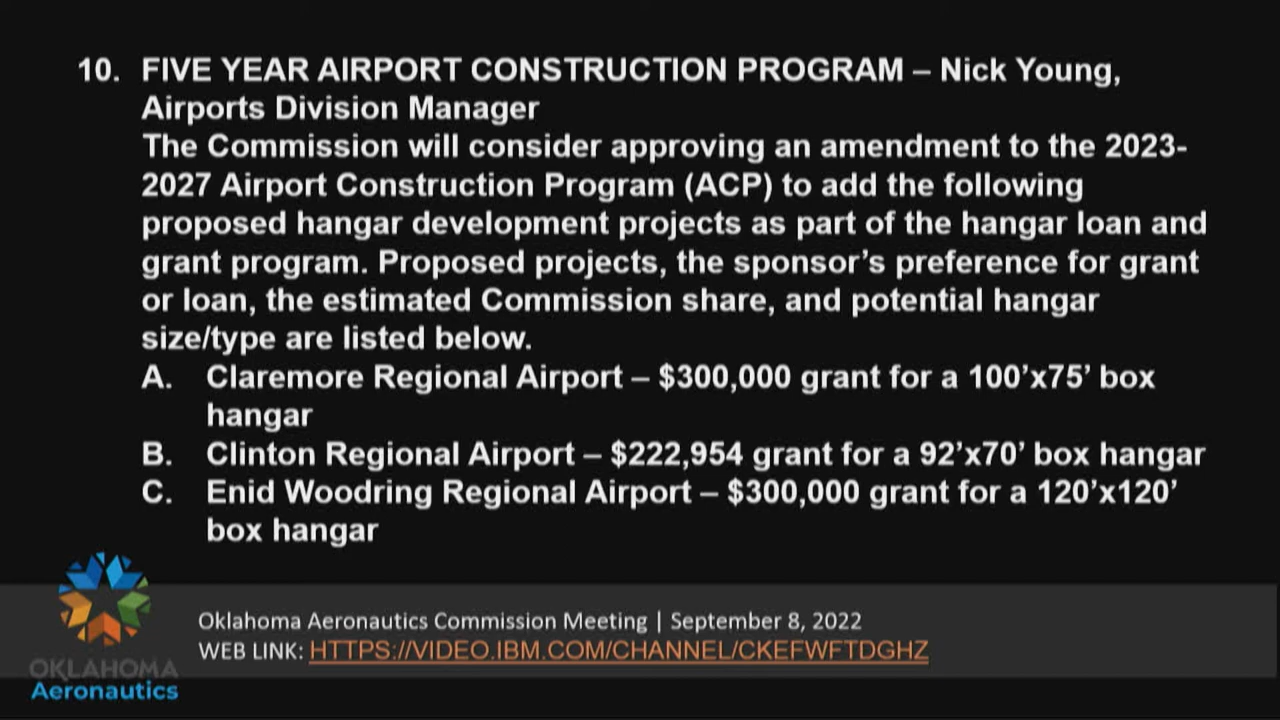 10. FIVE YEAR AIRPORT CONSTRUCTION PROGRAM – Nick Young,
Airports Division Manager
The Commission will consider approving an amendment to the 2023-
2027 Airport Construction Program (ACP) to add the following
proposed hangar development projects as part of the hangar loan and
grant program. Proposed projects, the sponsor’s preference for grant
or loan, the estimated Commission share, and potential hangar
size/type are listed below.
A. Claremore Regional Airport – $300,000 grant for a 100’x75’ box
hangar
B. Clinton Regional Airport – $222,954 grant for a 92’x70’ box hangar
C. Enid Woodring Regional Airport – $300,000 grant for a 120’x120’
box hangar
Oklahoma Aeronautics Commission Meeting | September 8, 2022
WEB LINK: HTTPS://VIDEO.IBM.COM/CHANNEL/CKEFWFTDGHZ
OKLAHOMA
Aeronautics